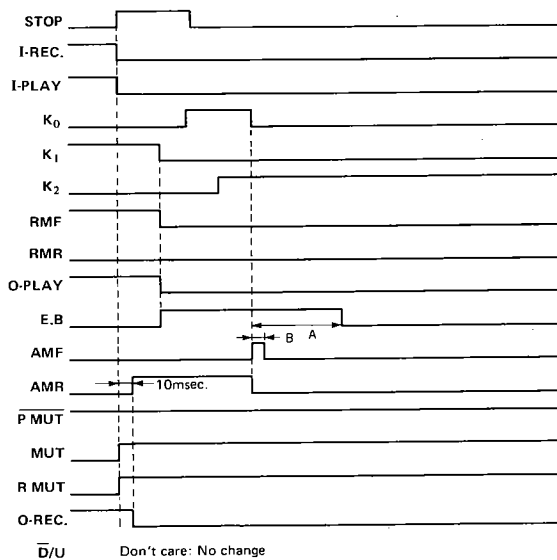 STOP
I-REC.
I-PLAY
K0
K1
K2
RMF
RMR
O-PLAY
E.B
B A
AMF
AMR
10msec.
P MUT
MUT
R MUT
O-REC.
D/U Don't care: No change